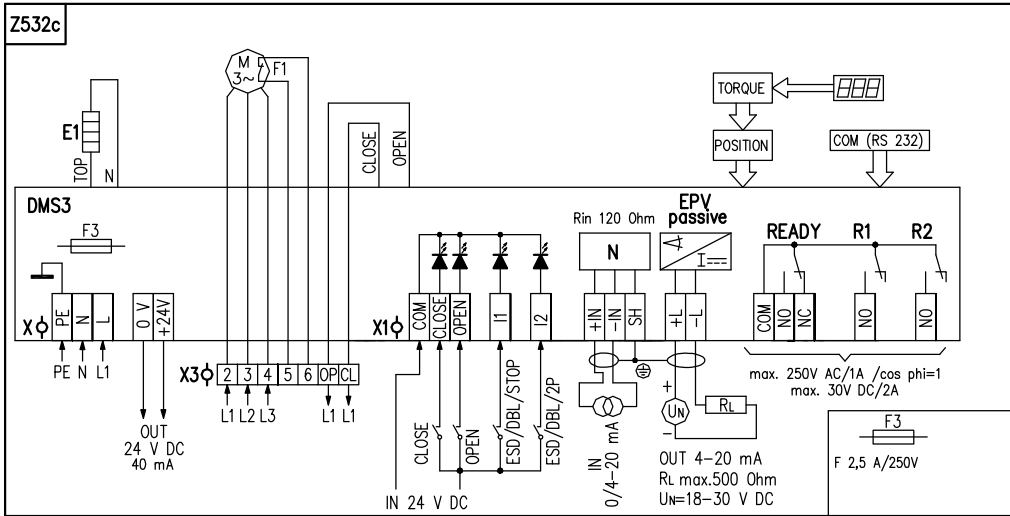 Z532c
M
3~
F1
E1
TOP
N
CLOSE
OPEN
TORQUE
POSITION
COM (RS 232)
DMS3
F3
Rin 120 Ohm
N
EPV
passive
I
READY
R1
R2
X
PE
N
L
0 V
+24V
X1
COM
CLOSE
OPEN
I1
I2
+IN
-IN
SH
+L
-L
COM
NO
NC
NO
NO
PE N L1
X3
2 3 4 5 6 OP CL
L1 L2 L3 L1 L1
OUT
24 V DC
40 mA
CLOSE
OPEN
ESD/DBL/STOP
ESD/DBL/2P
IN 24 V DC
IN
0/4-20 mA
+
UN
-
RL
OUT 4-20 mA
RL max.500 Ohm
UN=18-30 V DC
max. 250V AC/1A /cos phi=1
max. 30V DC/2A
F3
F 2,5 A/250V